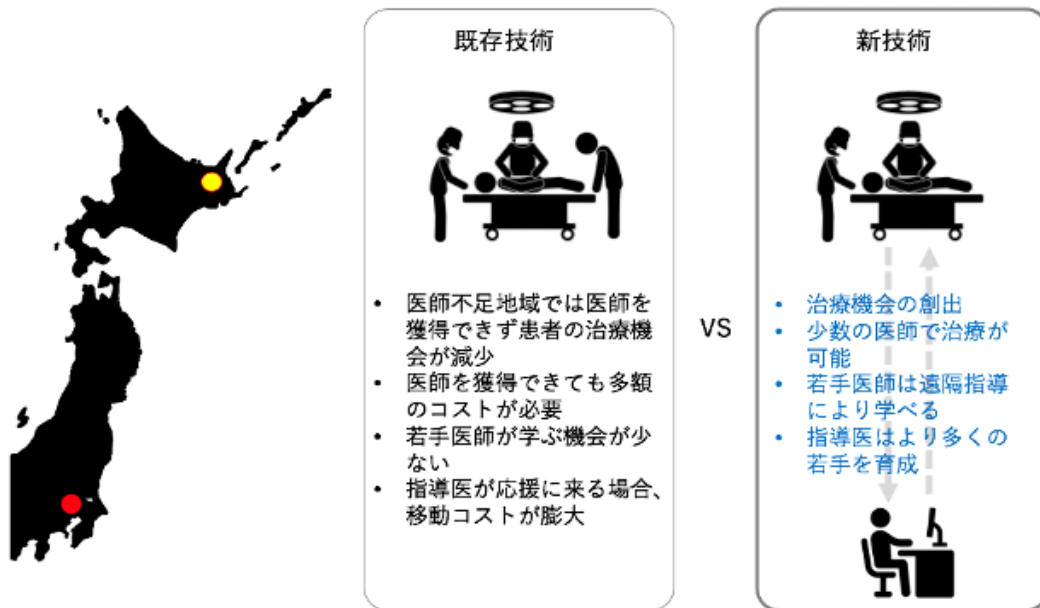 既存技術
• 医師不足地域では医師を
獲得できず患者の治療機
会が減少
• 医師を獲得できても多額
のコストが必要
• 若手医師が学ぶ機会が少
ない
• 指導医が応援に来る場合、
移動コストが膨大
VS
新技術
• 治療機会の創出
• 少数の医師で治療が
可能
• 若手医師は遠隔指導
により学べる
• 指導医はより多くの
若手を育成